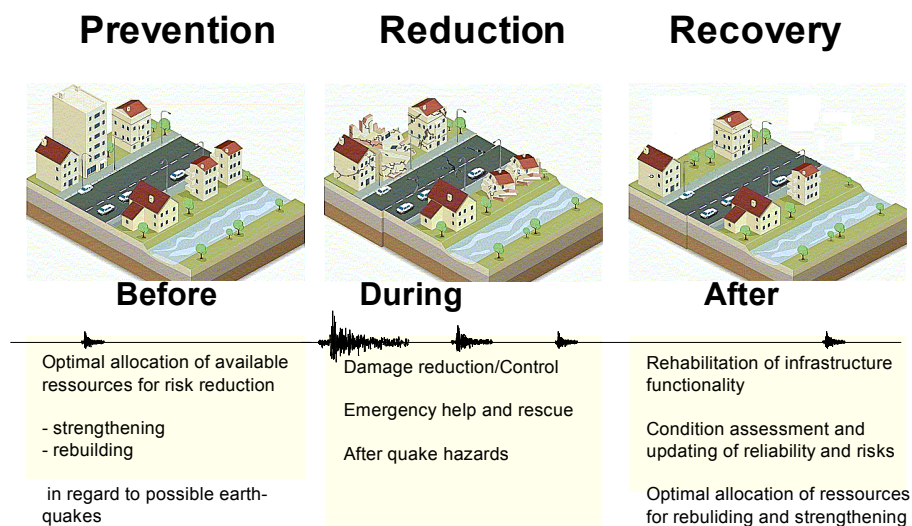 Prevention
Reduction
Recovery
Before
During
After
Optimal allocation of available
ressources for risk reduction
- strengthening
- rebuilding
in regard to possible earth-
quakes
Damage reduction/Control
Emergency help and rescue
After quake hazards
Rehabilitation of infrastructure
functionality
Condition assessment and
updating of reliability and risks
Optimal allocation of ressources
for rebuliding and strengthening